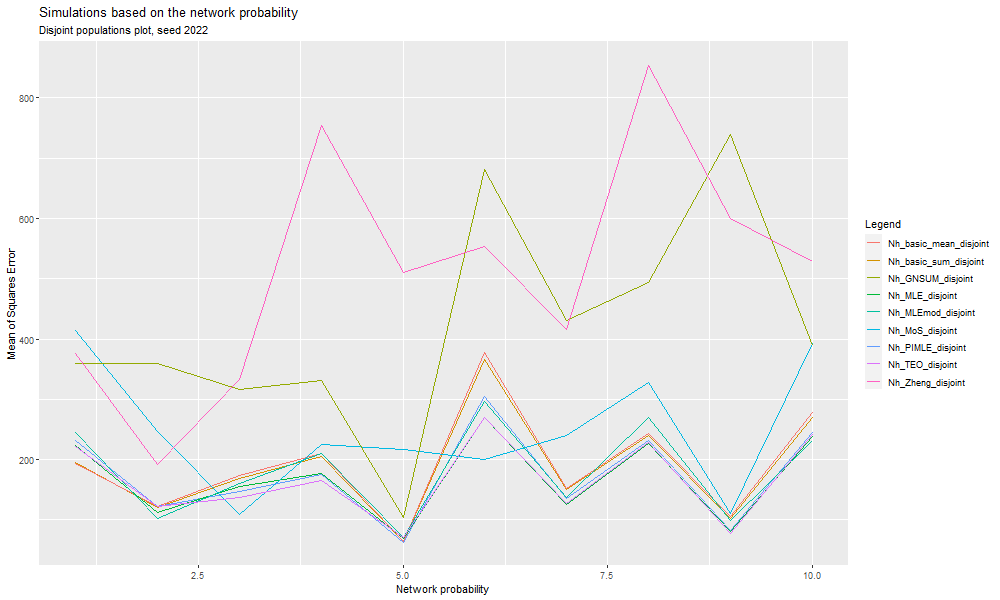 Simulations based on the network probability
Disjoint populations plot, seed 2022
Mean of Squares Error
800
600
400
200
2.5
5.0
7.5
10.0
Network probability
Legend
Nh_basic_mean_disjoint
Nh_basic_sum_disjoint
Nh_GNSUM_disjoint
Nh_MLE_disjoint
Nh_MLEmod_disjoint
Nh_MoS_disjoint
Nh_PIMLE_disjoint
Nh_TEO_disjoint
Nh_Zheng_disjoint